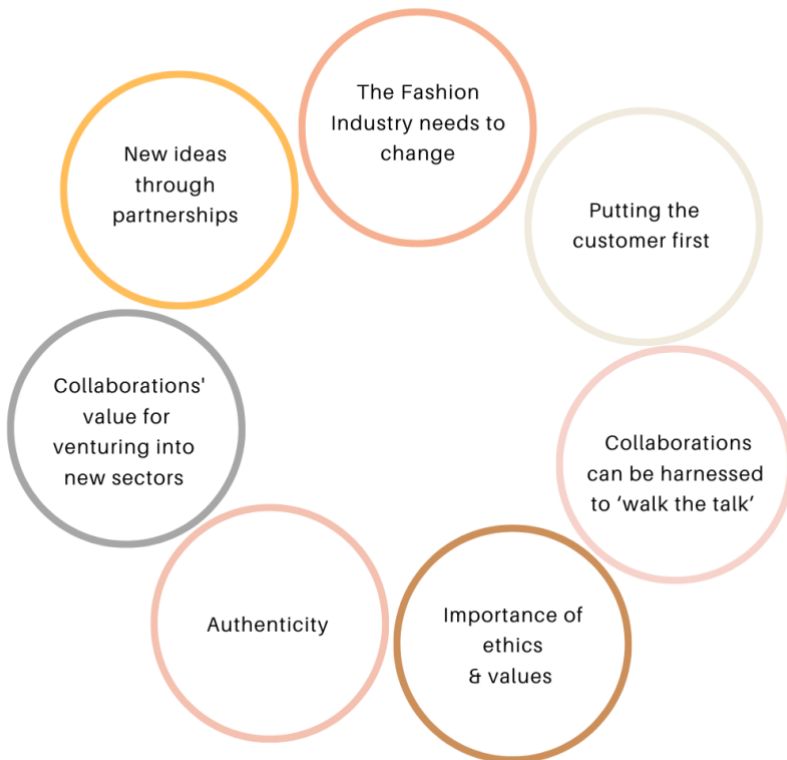 The Fashion
Industry needs to
change
New ideas
through
partnerships
Putting the
customer first
Collaborations'
value for
venturing into
new sectors
Collaborations
can be harnessed
to ‘walk the talk’
Authenticity
Importance of
ethics
& values